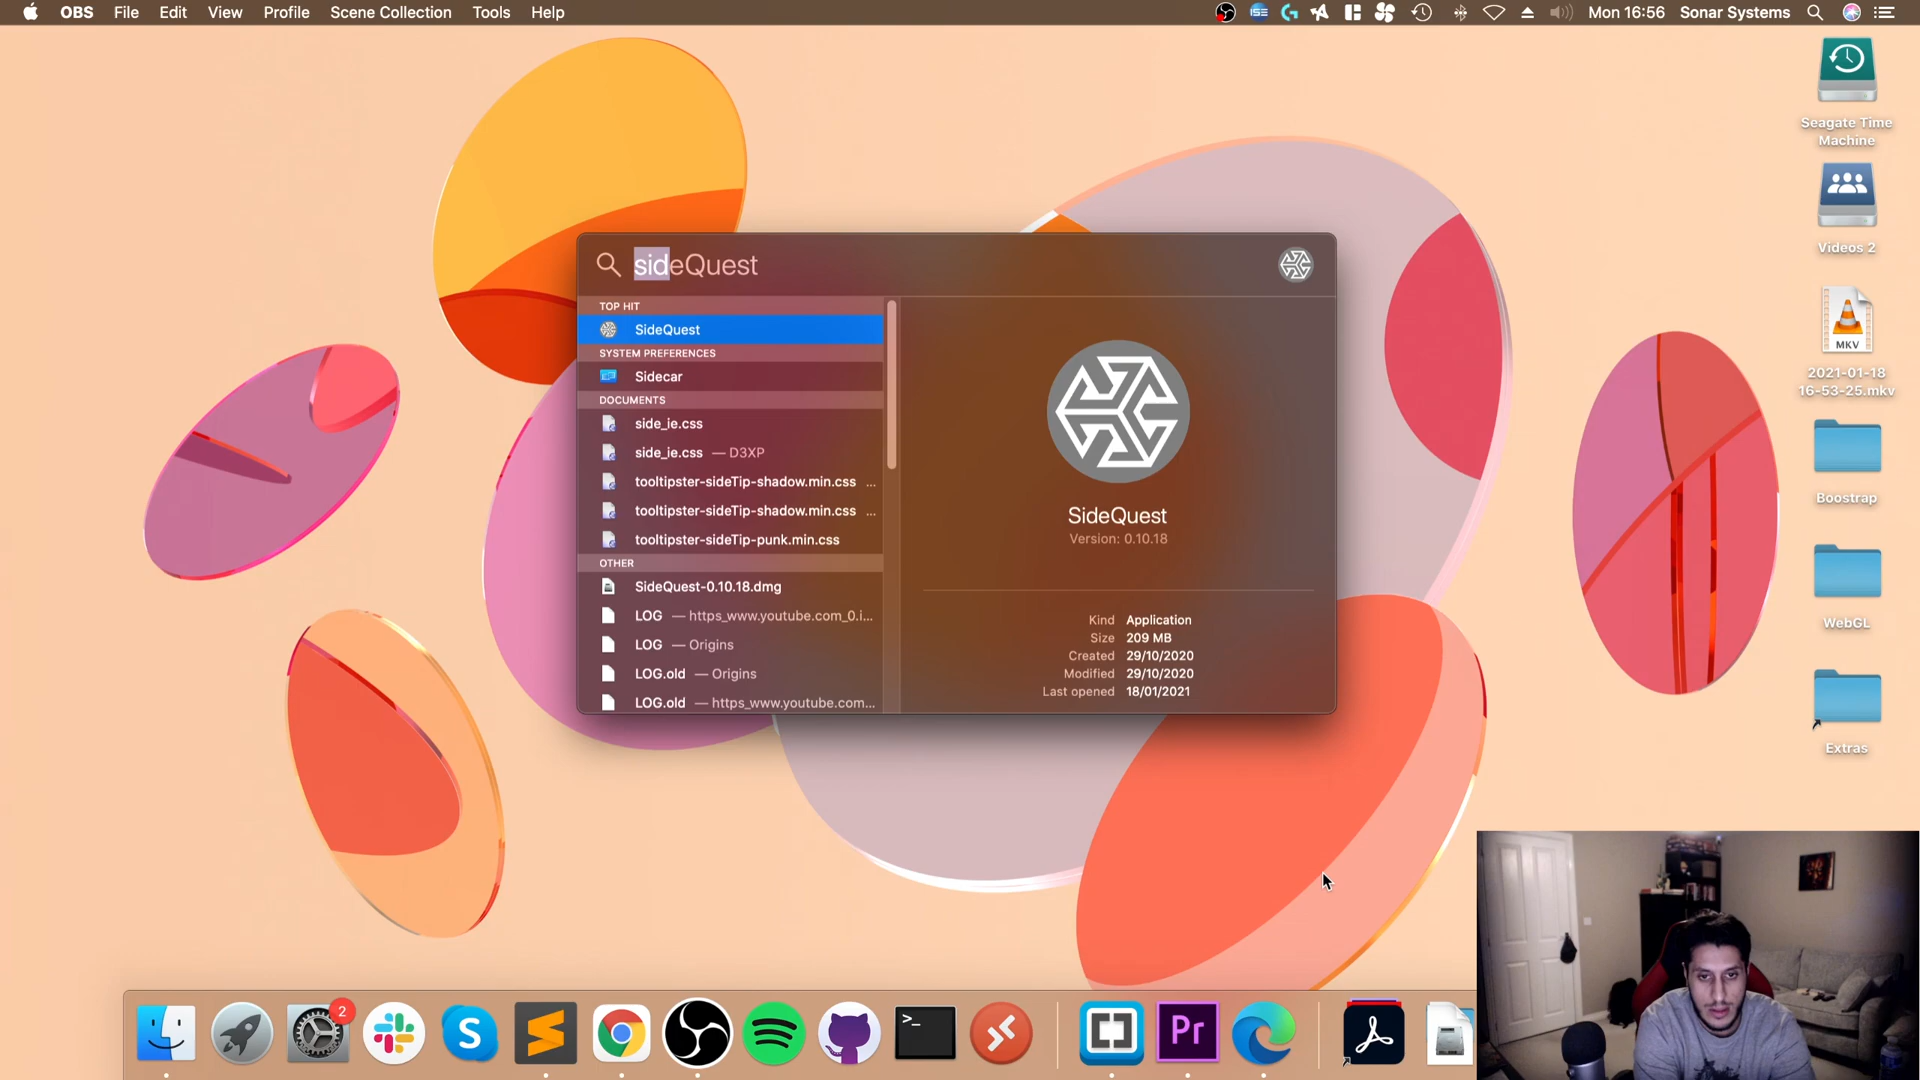 OBS File Edit View Profile Scene Collection Tools Help
ISE Mon 16:56 Sonar Systems
Seagate Time
Machine
Videos 2
MKV
2021-01-18
16-53-25.mkv
Boostrap
WebGL
Extras
sideQuest
TOP HIT
SideQuest
SYSTEM PREFERENCES
Sidecar
DOCUMENTS
side_ie.css
side_ie.css — D3XP
tooltipster-sideTip-shadow.min.css ...
tooltipster-sideTip-shadow.min.css ...
tooltipster-sideTip-punk.min.css
OTHER
SideQuest-0.10.18.dmg
LOG — https_www.youtube.com_0.i...
LOG — Origins
LOG.old — Origins
LOG.old — https_www.youtube.com...
SideQuest
Version: 0.10.18
Kind Application
Size 209 MB
Created 29/10/2020
Modified 29/10/2020
Last opened 18/01/2021
2
S
>_
Pr